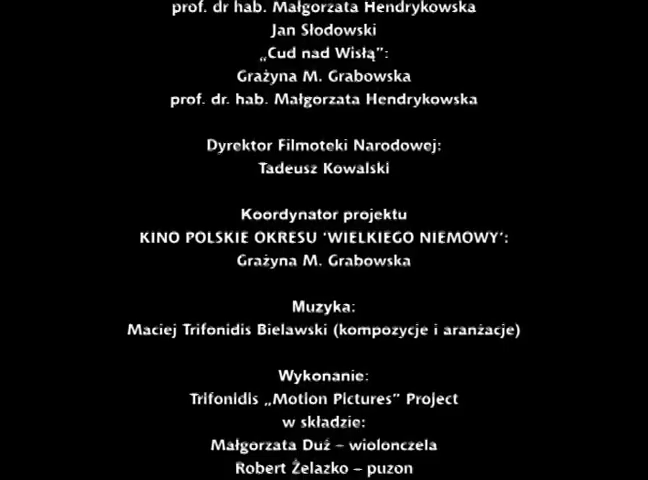 prof. dr hab. Małgorzata Hendrykowska
Jan Słodowski
„Cud nad Wisłą”:
Grażyna M. Grabowska
prof. dr. hab. Małgorzata Hendrykowska
Dyrektor Filmoteki Narodowej:
Tadeusz Kowalski
Koordynator projektu
KINO POLSKIE OKRESU ‘WIELKIEGO NIEMOWY’:
Grażyna M. Grabowska
Muzyka:
Maciej Trifonidis Bielawski (kompozycje i aranżacje)
Wykonanie:
Trifonidis „Motion Pictures” Project
w składzie:
Małgorzata Duź – wiolonczela
Robert Żelazko – puzon